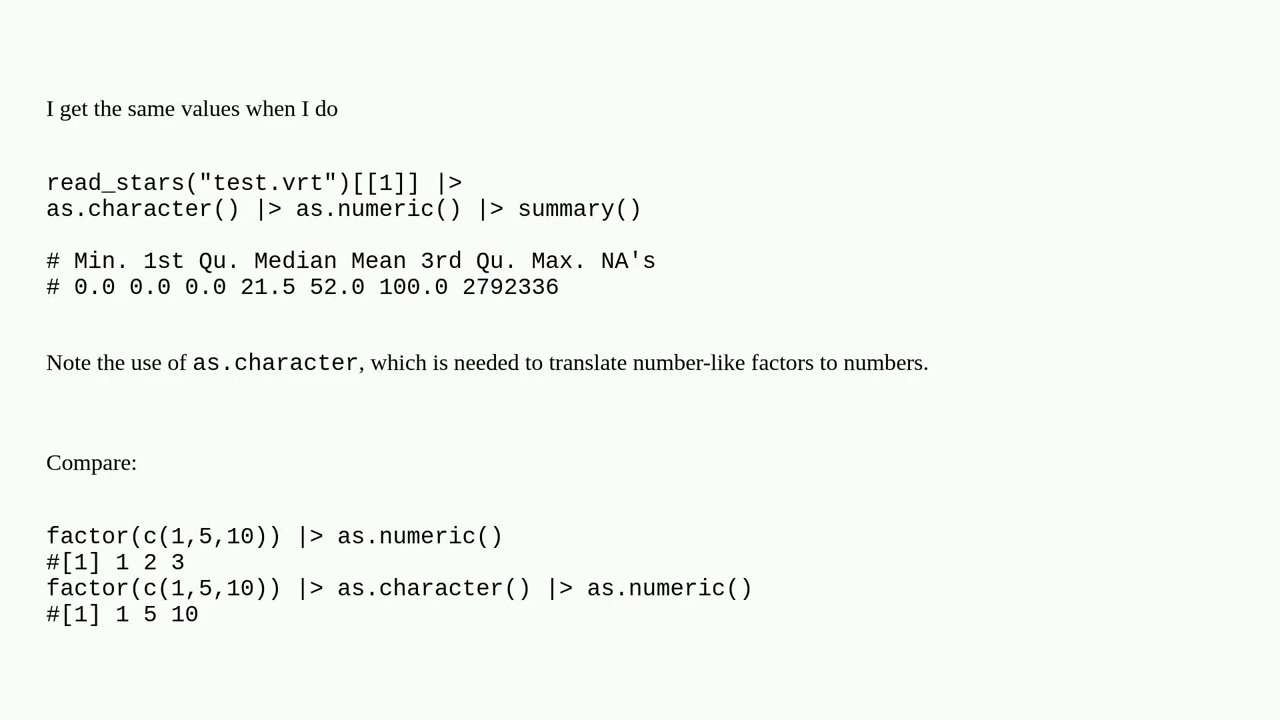 I get the same values when I do
read_stars("test.vrt")[[1]] |>
as.character() |> as.numeric() |> summary()
# Min. 1st Qu. Median Mean 3rd Qu. Max. NA's
# 0.0 0.0 0.0 21.5 52.0 100.0 2792336
Note the use of as.character, which is needed to translate number-like factors to numbers.
Compare:
factor(c(1,5,10)) |> as.numeric()
#[1] 1 2 3
factor(c(1,5,10)) |> as.character() |> as.numeric()
#[1] 1 5 10